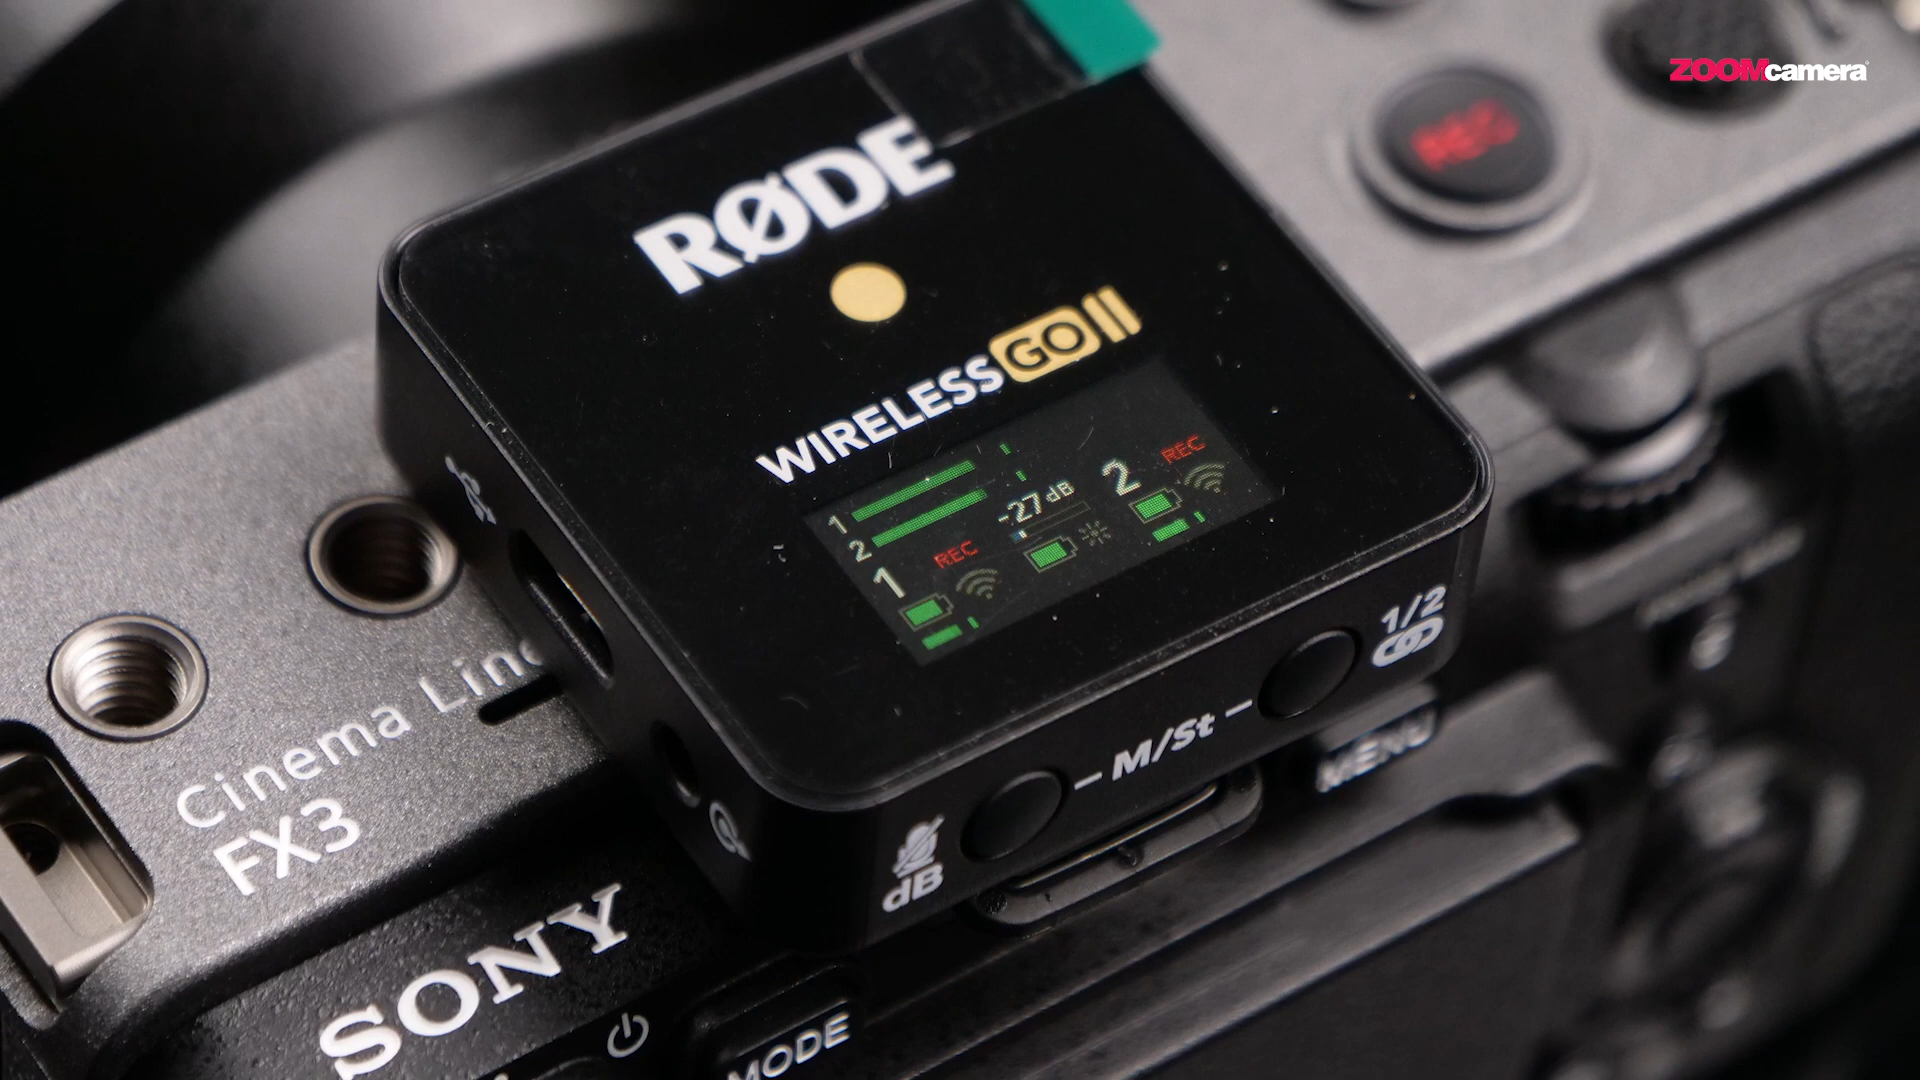 ZOOMcamera
REC
RØDE
WIRELESS GO II
1
2
-27dB
1 REC
2 REC
1/2
- M/St -
dB
MENU
Cinema Line
FX3
SONY
MODE